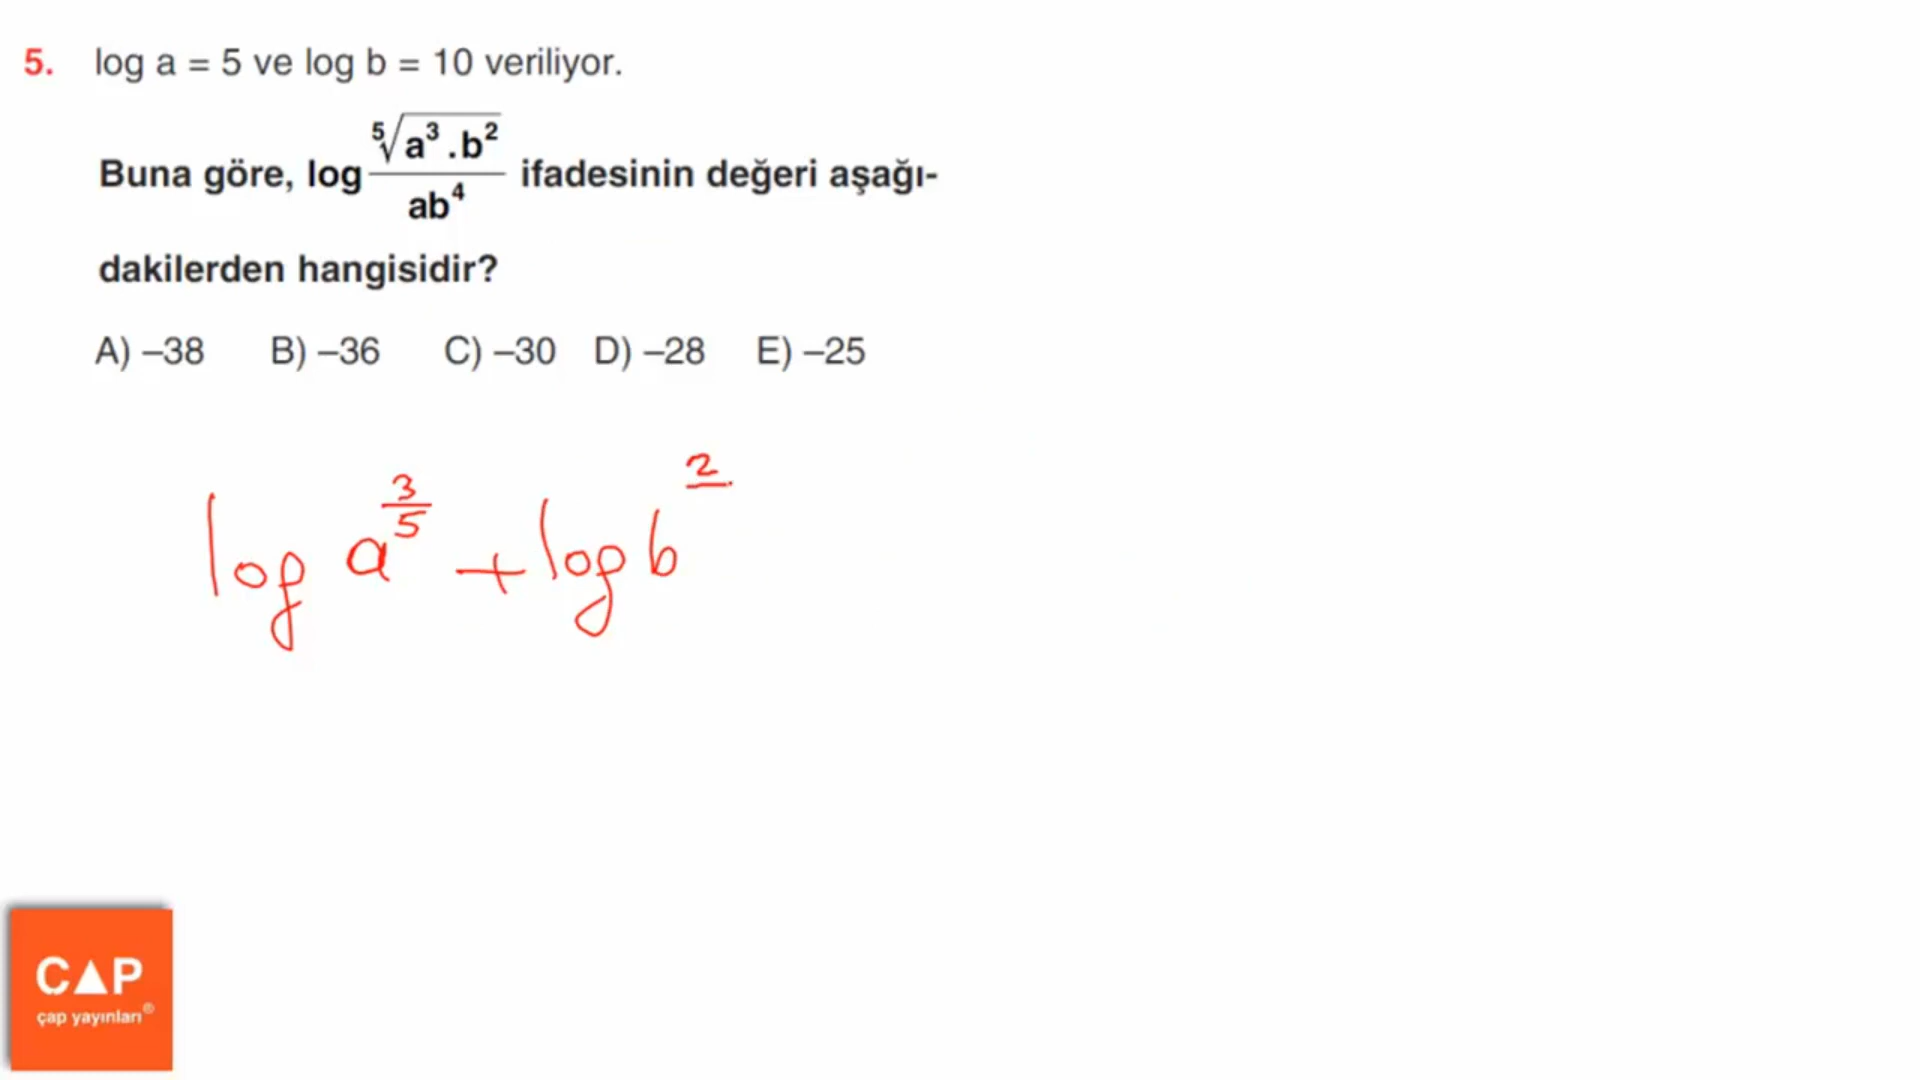 5. log a = 5 ve log b = 10 veriliyor.
Buna göre, log ⁵√(a³.b²) / ab⁴ ifadesinin değeri aşağı-
dakilerden hangisidir?
A) –38 B) –36 C) –30 D) –28 E) –25
log a^(3/5) + log b^2
CAP
çap yayınları®